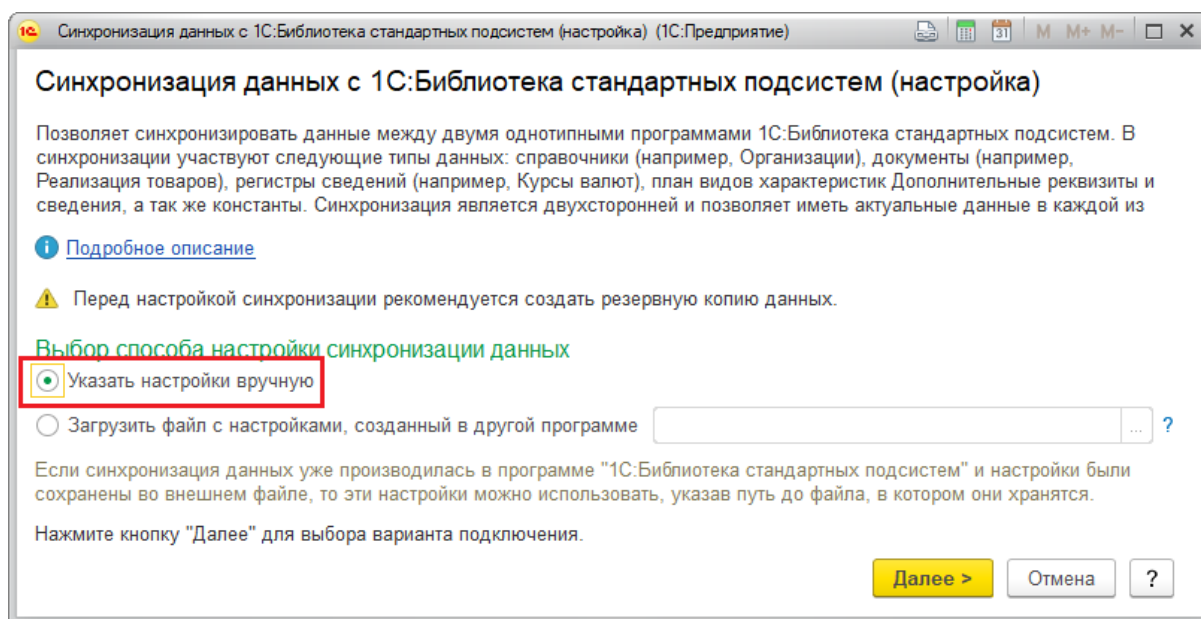 1С Синхронизация данных с 1С:Библиотека стандартных подсистем (настройка) (1С:Предприятие) 31 M M+ M-
Синхронизация данных с 1С:Библиотека стандартных подсистем (настройка)
Позволяет синхронизировать данные между двумя однотипными программами 1С:Библиотека стандартных подсистем. В
синхронизации участвуют следующие типы данных: справочники (например, Организации), документы (например,
Реализация товаров), регистры сведений (например, Курсы валют), план видов характеристик Дополнительные реквизиты и
сведения, а так же константы. Синхронизация является двухсторонней и позволяет иметь актуальные данные в каждой из
Подробное описание
Перед настройкой синхронизации рекомендуется создать резервную копию данных.
Выбор способа настройки синхронизации данных
Указать настройки вручную
Загрузить файл с настройками, созданный в другой программе ... ?
Если синхронизация данных уже производилась в программе "1С:Библиотека стандартных подсистем" и настройки были
сохранены во внешнем файле, то эти настройки можно использовать, указав путь до файла, в котором они хранятся.
Нажмите кнопку "Далее" для выбора варианта подключения.
Далее > Отмена ?